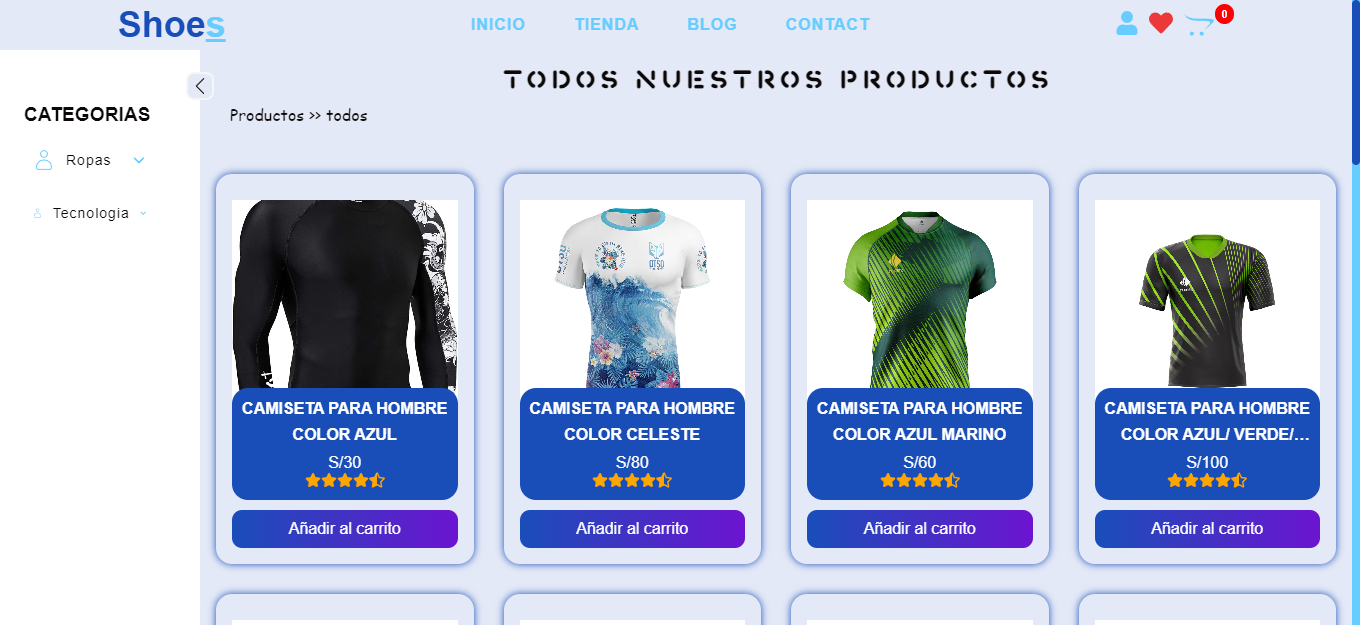 Shoes
INICIO TIENDA BLOG CONTACT
0
TODOS NUESTROS PRODUCTOS
Productos >> todos
CATEGORIAS
Ropas
Tecnologia
CAMISETA PARA HOMBRE
COLOR AZUL
S/30
Añadir al carrito
OTSO
CAMISETA PARA HOMBRE
COLOR CELESTE
S/80
Añadir al carrito
CAMISETA PARA HOMBRE
COLOR AZUL MARINO
S/60
Añadir al carrito
CAMISETA PARA HOMBRE
COLOR AZUL/ VERDE/...
S/100
Añadir al carrito